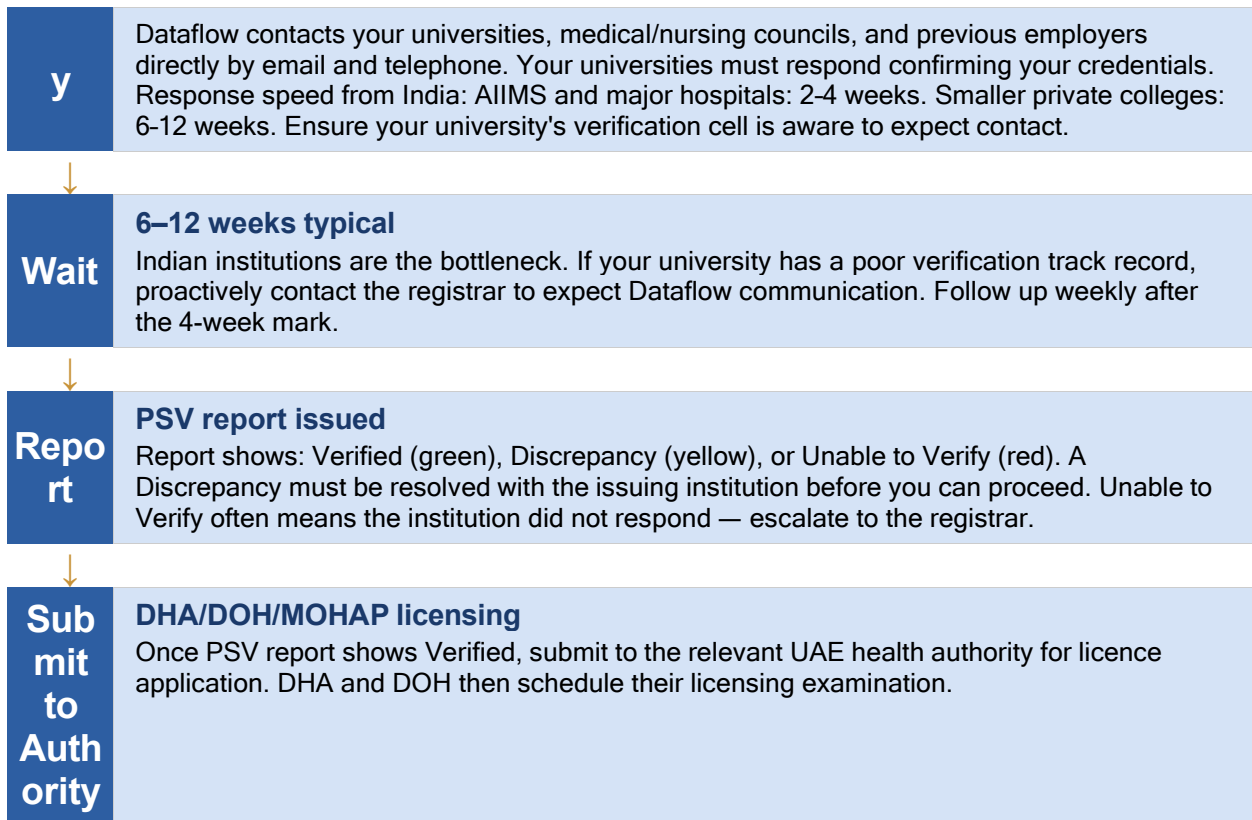 y
Dataflow contacts your universities, medical/nursing councils, and previous employers
directly by email and telephone. Your universities must respond confirming your credentials.
Response speed from India: AIIMS and major hospitals: 2-4 weeks. Smaller private colleges:
6-12 weeks. Ensure your university's verification cell is aware to expect contact.
↓
Wait
6–12 weeks typical
Indian institutions are the bottleneck. If your university has a poor verification track record,
proactively contact the registrar to expect Dataflow communication. Follow up weekly after
the 4-week mark.
↓
Repo
rt
PSV report issued
Report shows: Verified (green), Discrepancy (yellow), or Unable to Verify (red). A
Discrepancy must be resolved with the issuing institution before you can proceed. Unable to
Verify often means the institution did not respond — escalate to the registrar.
↓
Sub
mit
to
Auth
ority
DHA/DOH/MOHAP licensing
Once PSV report shows Verified, submit to the relevant UAE health authority for licence
application. DHA and DOH then schedule their licensing examination.